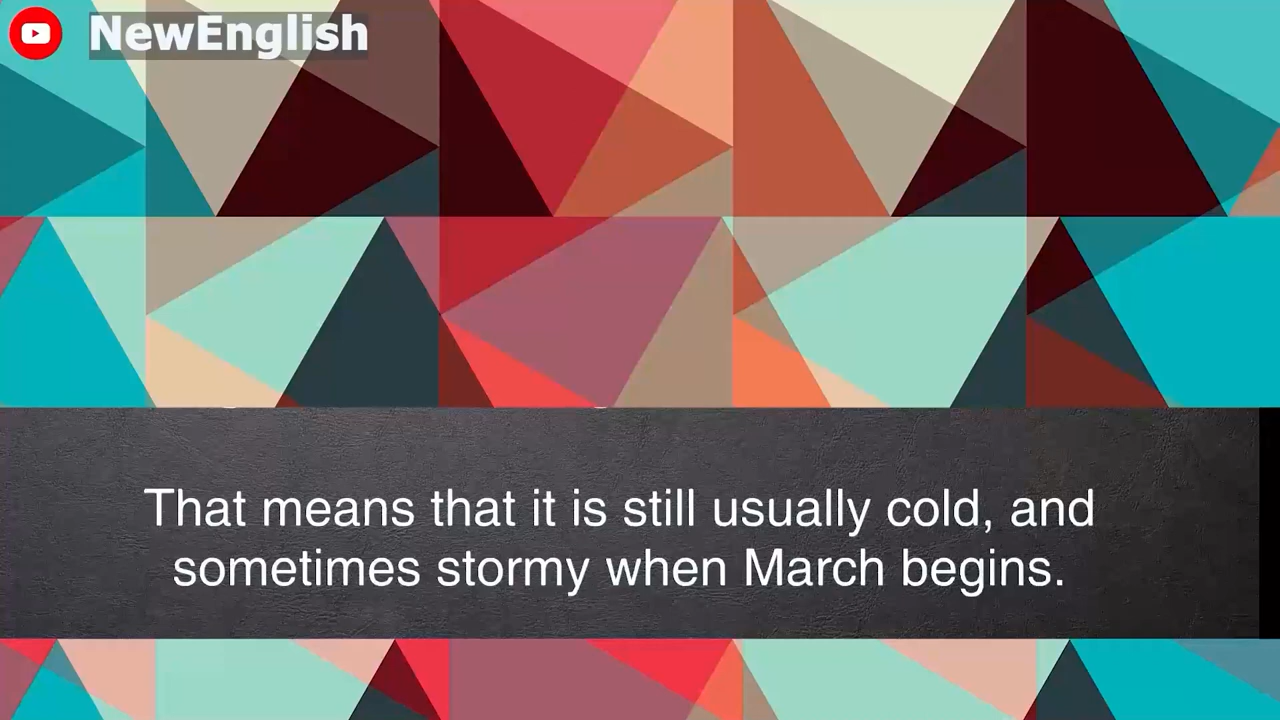 NewEnglish
That means that it is still usually cold, and
sometimes stormy when March begins.